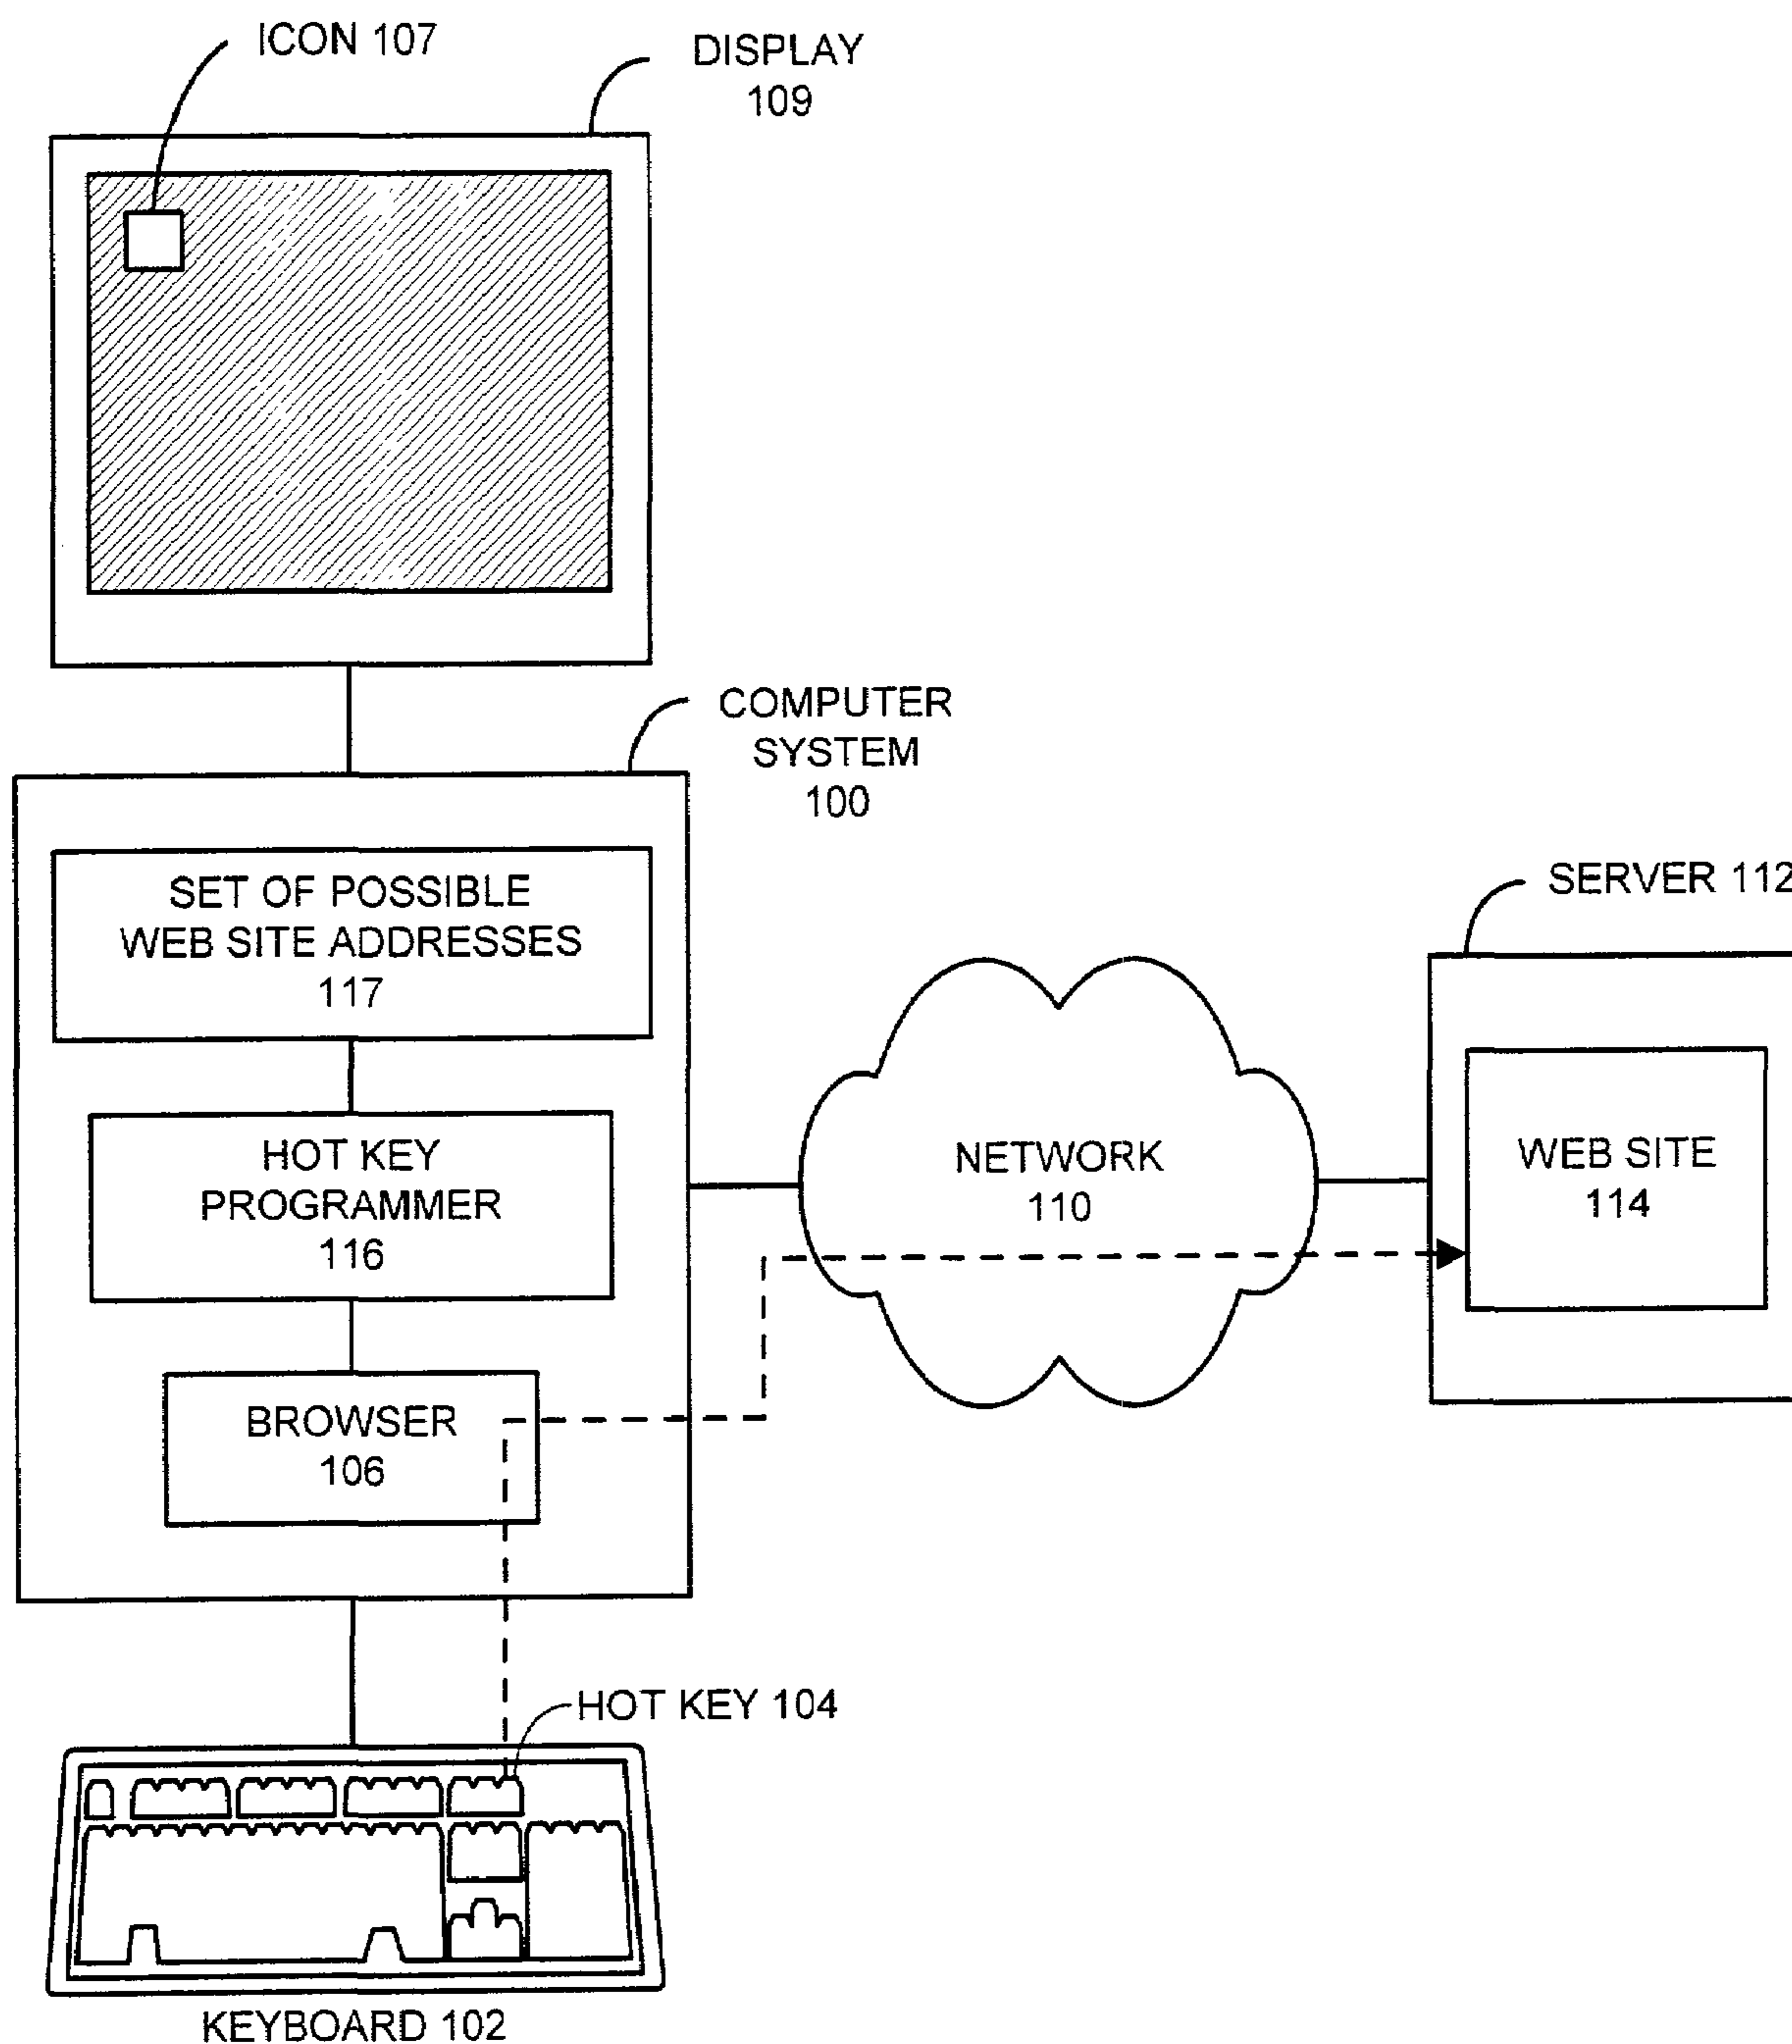 ICON 107
DISPLAY
109
COMPUTER
SYSTEM
100
SET OF POSSIBLE
WEB SITE ADDRESSES
117
HOT KEY
PROGRAMMER
116
BROWSER
106
NETWORK
110
SERVER 112
WEB SITE
114
HOT KEY 104
KEYBOARD 102